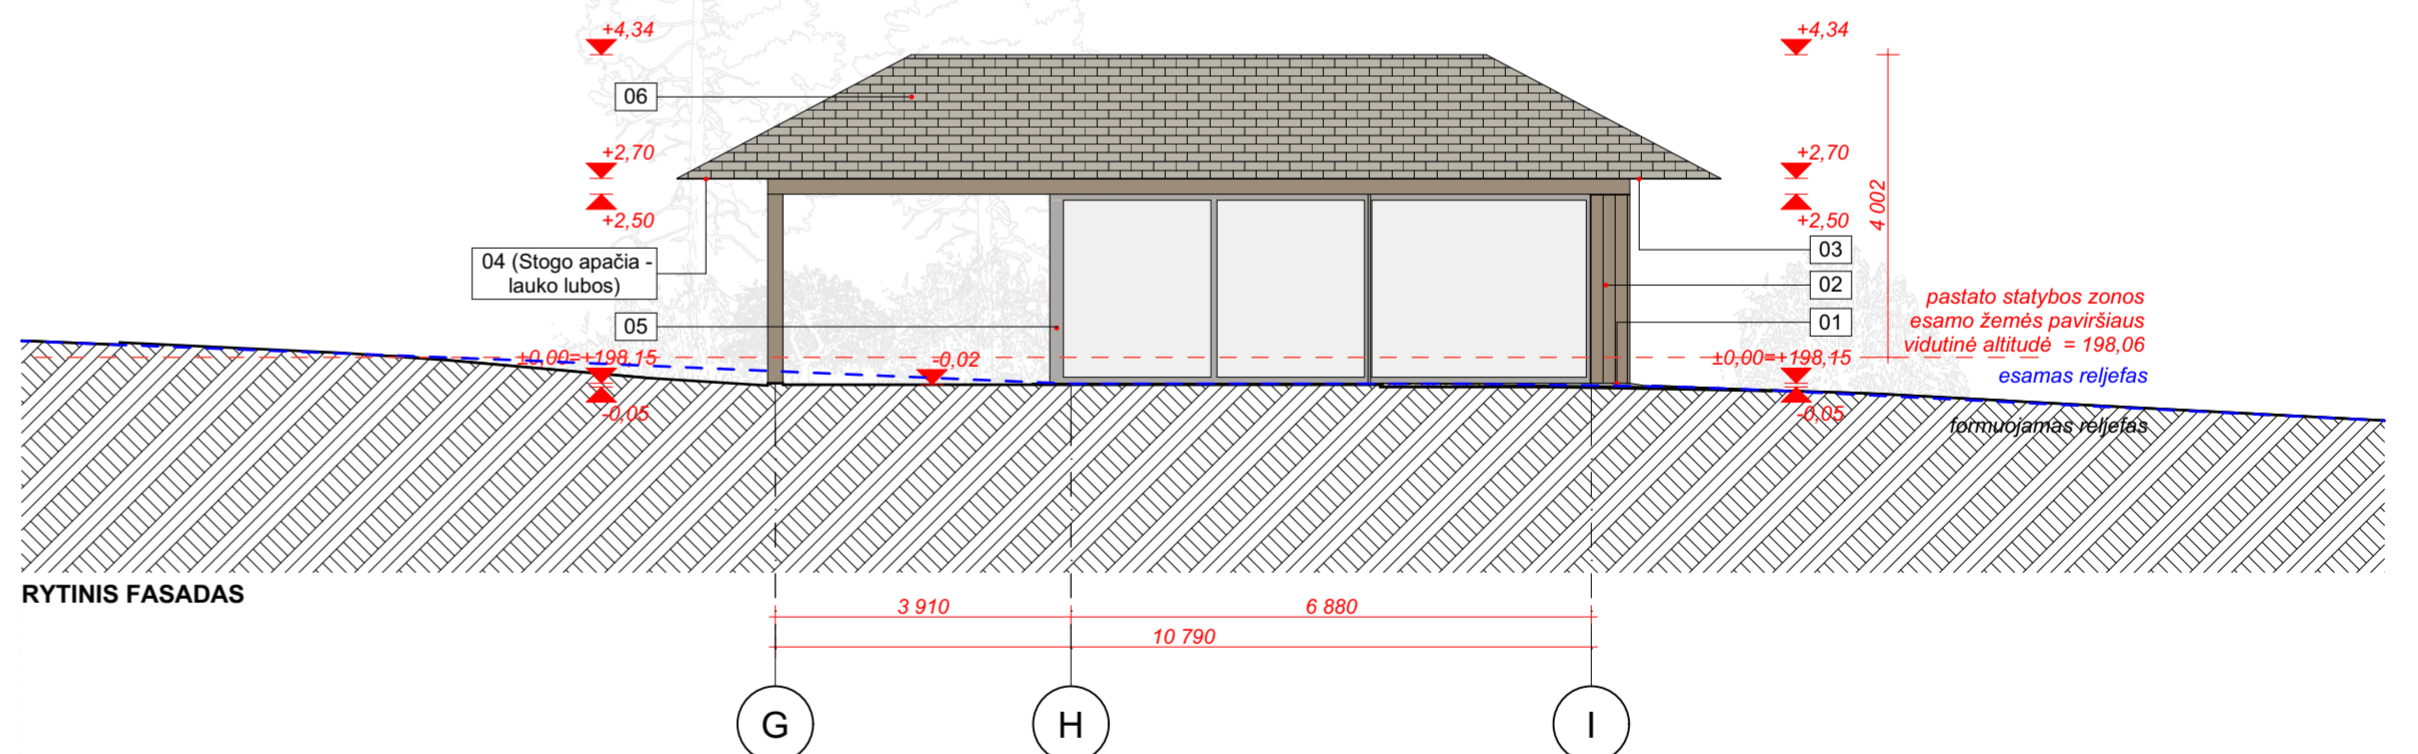 +4,34
+4,34
06
+2,70
+2,70
+2,50
+2,50
4 002
04 (Stogo apačia -
lauko lubos)
03
02
05
01
pastato statybos zonos
esamo žemės paviršiaus
vidutinė altitudė = 198,06
±0,00=+198,15
-0,02
±0,00=+198,15
esamas reljefas
-0,05
-0,05
formuojamas reljefas
RYTINIS FASADAS
3 910
6 880
10 790
G
H
I